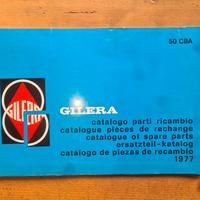 50 CBA
GILERA
GILERA
catalogo parti ricambio
catalogue pièces de rechange
catalogue of spare parts
ersatzteil-katalog
catálogo de piezas de recambio
1977